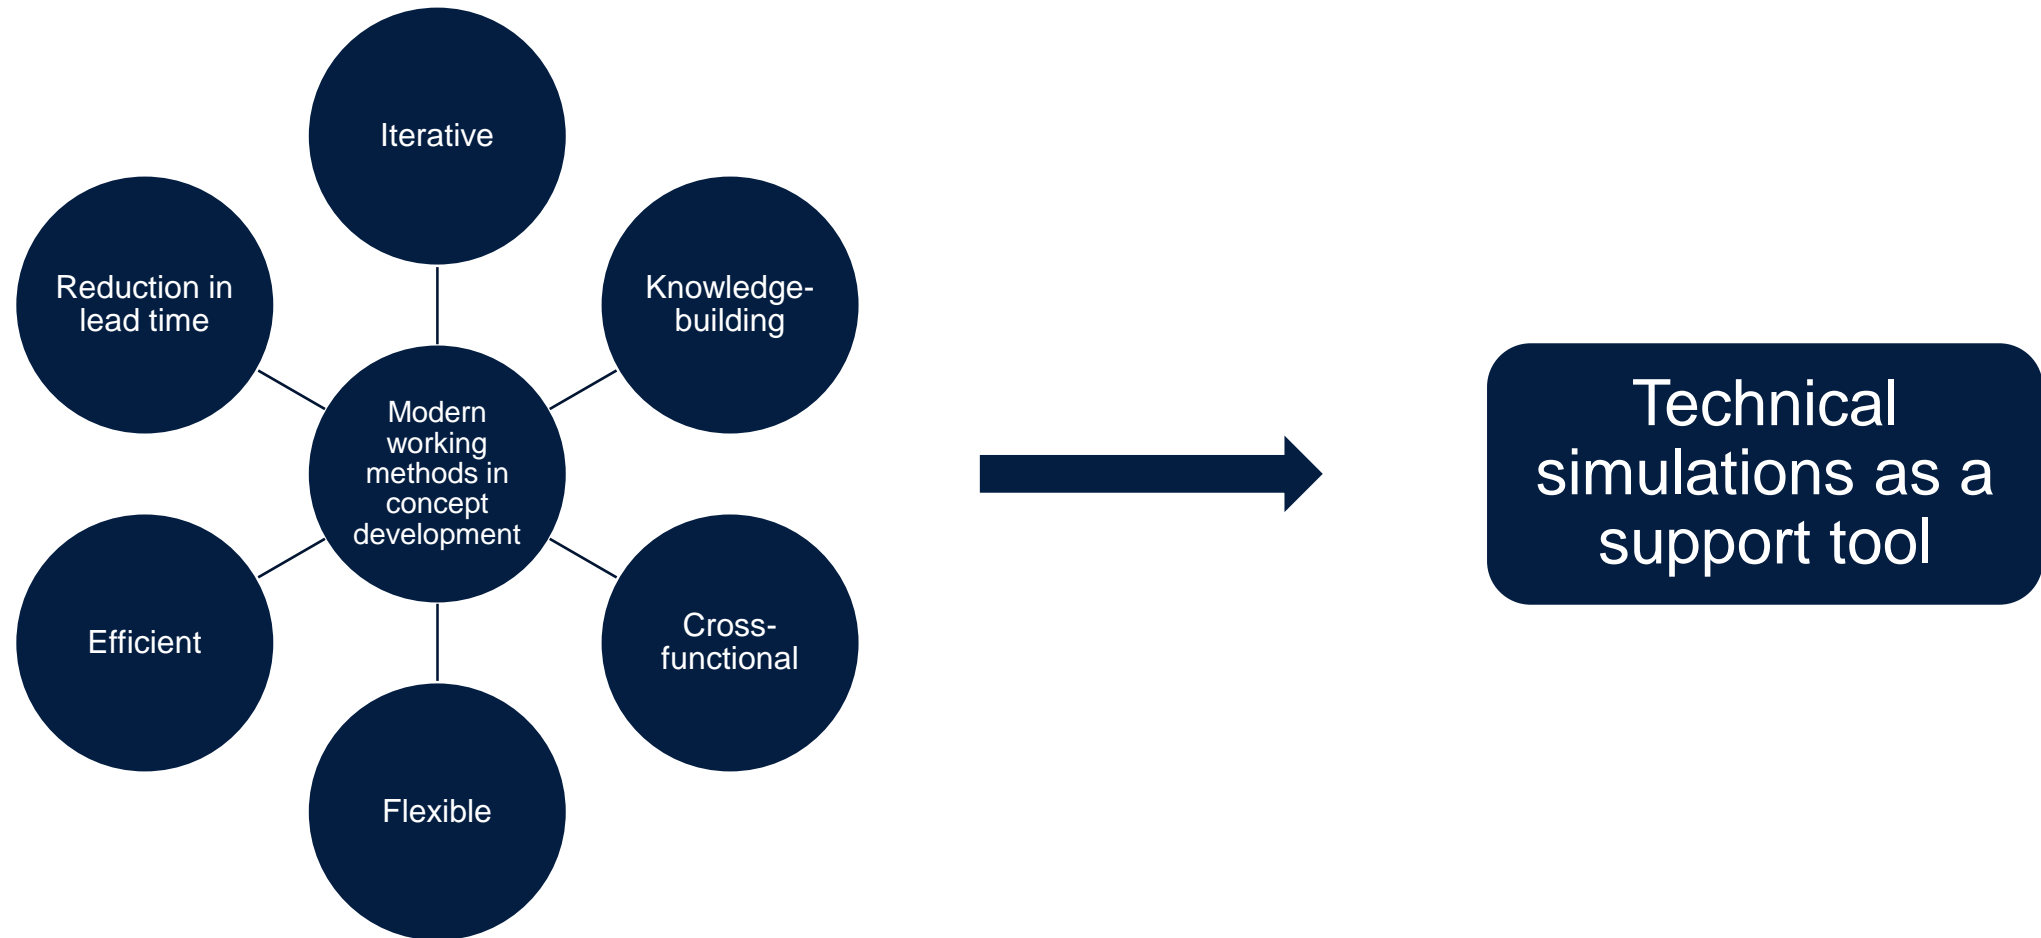 Iterative
Reduction in
lead time
Knowledge-
building
Modern
working
methods in
concept
development
Technical
simulations as a
support tool
Efficient
Cross-
functional
Flexible